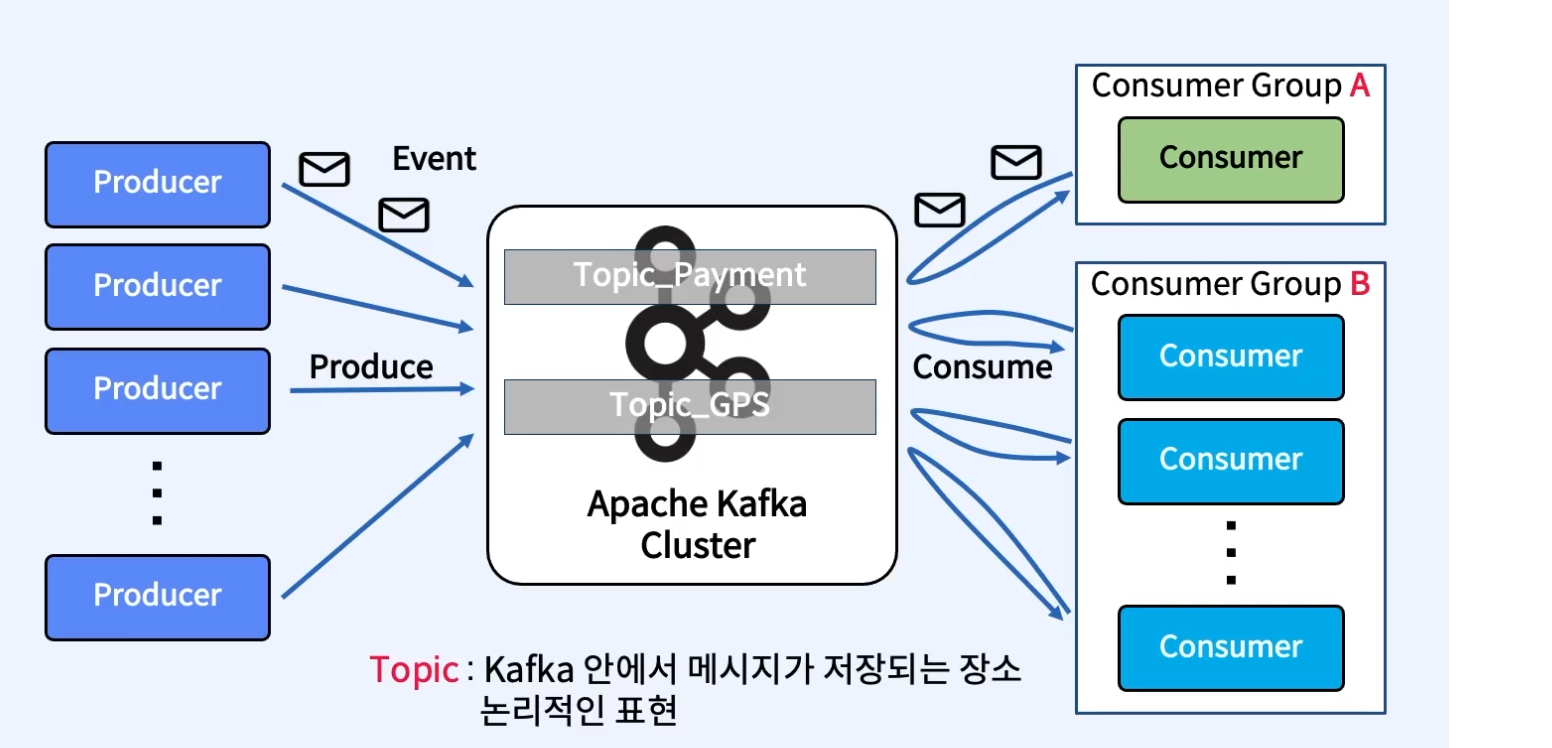 Producer
Producer
Producer
Producer
Event
Produce
Topic_Payment
Topic_GPS
Apache Kafka
Cluster
Consume
Consumer Group A
Consumer
Consumer Group B
Consumer
Consumer
Consumer
Topic : Kafka 안에서 메시지가 저장되는 장소
논리적인 표현